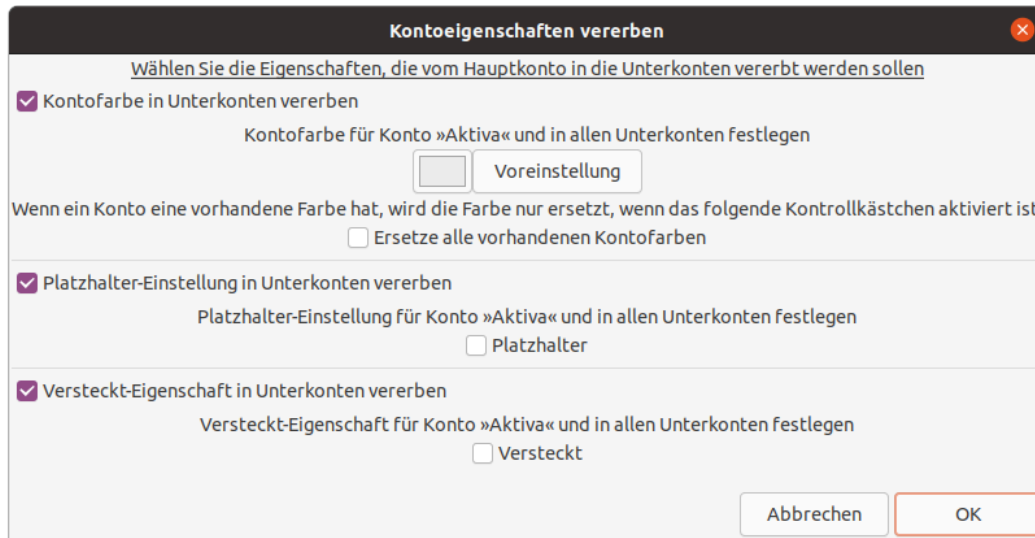 Kontoeigenschaften vererben
Wählen Sie die Eigenschaften, die vom Hauptkonto in die Unterkonten vererbt werden sollen
Kontofarbe in Unterkonten vererben
Kontofarbe für Konto »Aktiva« und in allen Unterkonten festlegen
Voreinstellung
Wenn ein Konto eine vorhandene Farbe hat, wird die Farbe nur ersetzt, wenn das folgende Kontrollkästchen aktiviert ist
Ersetze alle vorhandenen Kontofarben
Platzhalter-Einstellung in Unterkonten vererben
Platzhalter-Einstellung für Konto »Aktiva« und in allen Unterkonten festlegen
Platzhalter
Versteckt-Eigenschaft in Unterkonten vererben
Versteckt-Eigenschaft für Konto »Aktiva« und in allen Unterkonten festlegen
Versteckt
Abbrechen OK